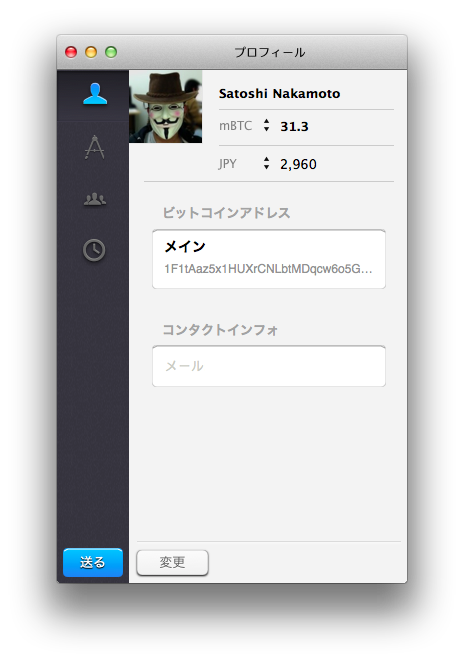 プロフィール
Satoshi Nakamoto
mBTC 31.3
JPY 2,960
ビットコインアドレス
メイン
1F1tAaz5x1HUXrCNLbtMDqcw6o5G...
コンタクトインフォ
メール
送る 変更